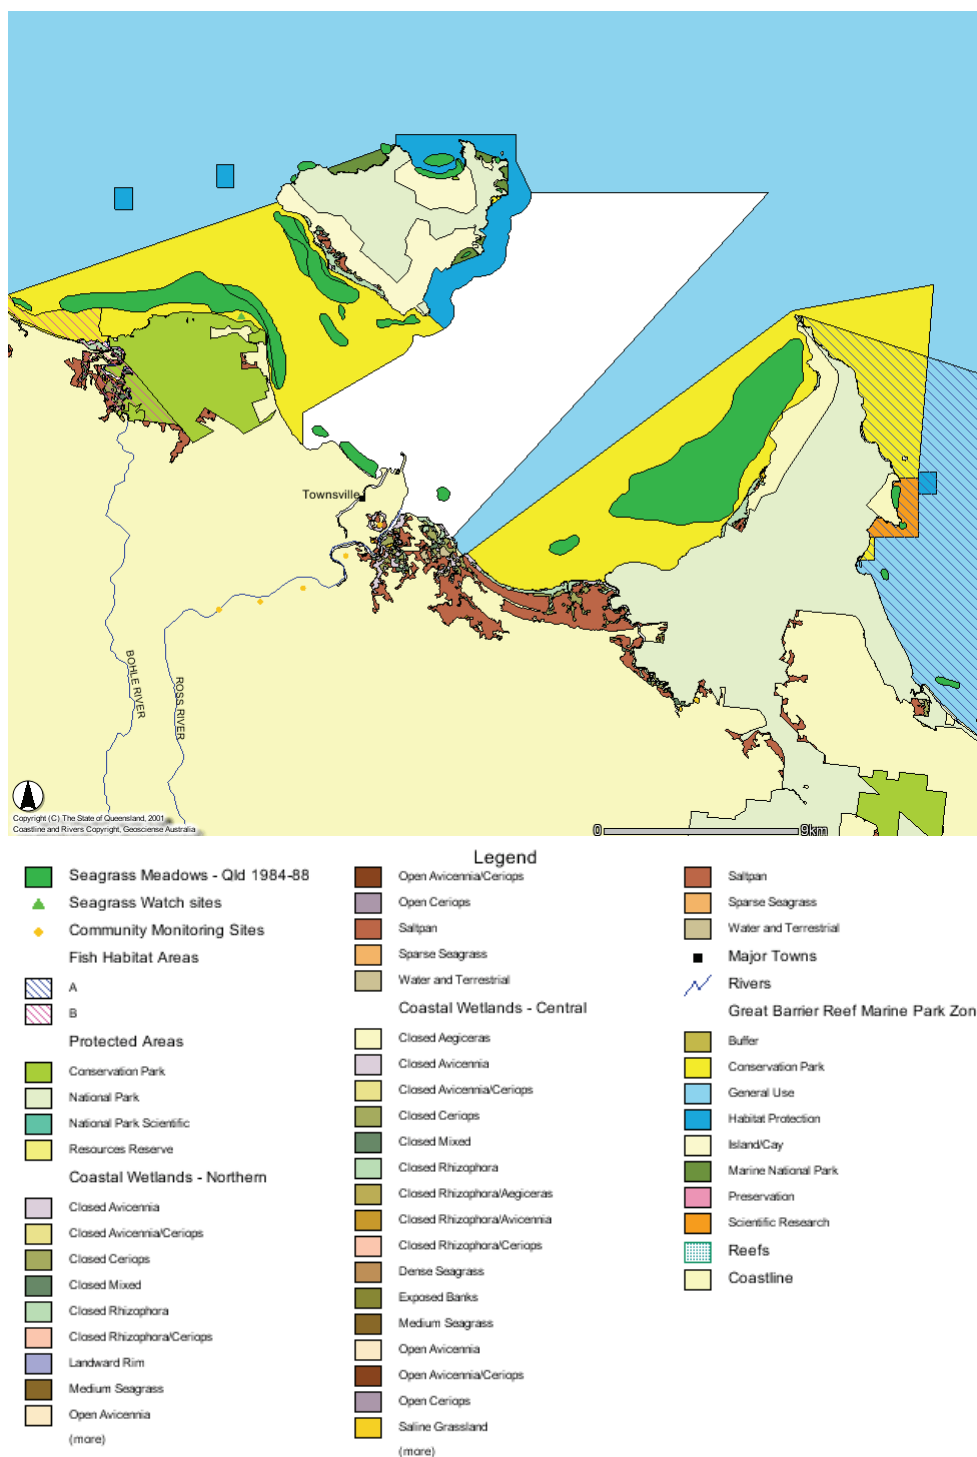 Townsville
BOHLE RIVER
ROSS RIVER
Copyright (C) The State of Queensland, 2001
Coastline and Rivers Copyright, Geosciense Australia
0 9km
Legend
Seagrass Meadows - Qld 1984-88
Seagrass Watch sites
Community Monitoring Sites
Fish Habitat Areas
A
B
Protected Areas
Conservation Park
National Park
National Park Scientific
Resources Reserve
Coastal Wetlands - Northern
Closed Avicennia
Closed Avicennia/Ceriops
Closed Ceriops
Closed Mixed
Closed Rhizophora
Closed Rhizophora/Ceriops
Landward Rim
Medium Seagrass
Open Avicennia
(more)
Open Avicennia/Ceriops
Open Ceriops
Saltpan
Sparse Seagrass
Water and Terrestrial
Coastal Wetlands - Central
Closed Aegiceras
Closed Avicennia
Closed Avicennia/Ceriops
Closed Ceriops
Closed Mixed
Closed Rhizophora
Closed Rhizophora/Aegiceras
Closed Rhizophora/Avicennia
Closed Rhizophora/Ceriops
Dense Seagrass
Exposed Banks
Medium Seagrass
Open Avicennia
Open Avicennia/Ceriops
Open Ceriops
Saline Grassland
(more)
Saltpan
Sparse Seagrass
Water and Terrestrial
Major Towns
Rivers
Great Barrier Reef Marine Park Zon
Buffer
Conservation Park
General Use
Habitat Protection
Island/Cay
Marine National Park
Preservation
Scientific Research
Reefs
Coastline